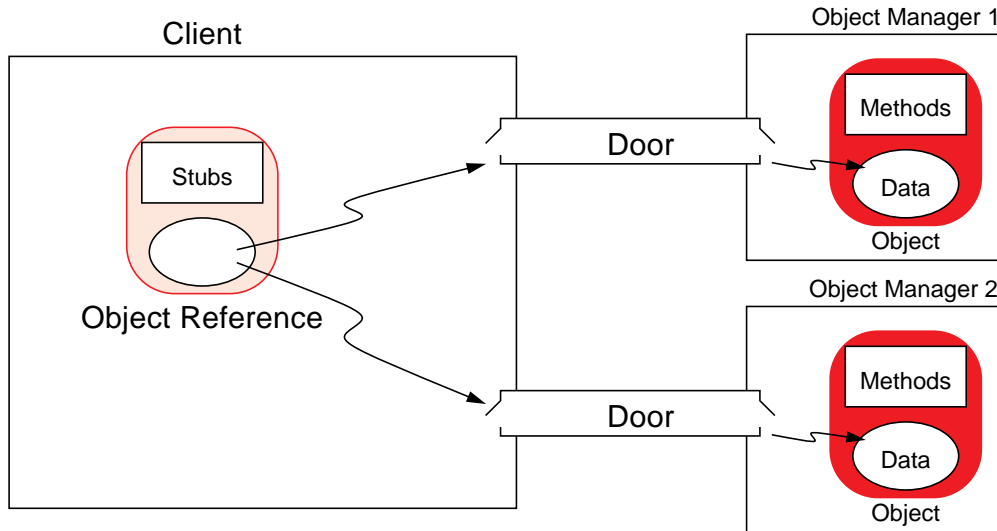 Client
Object Manager 1
Methods
Door
Stubs
Data
Object
Object Reference
Object Manager 2
Methods
Door
Data
Object